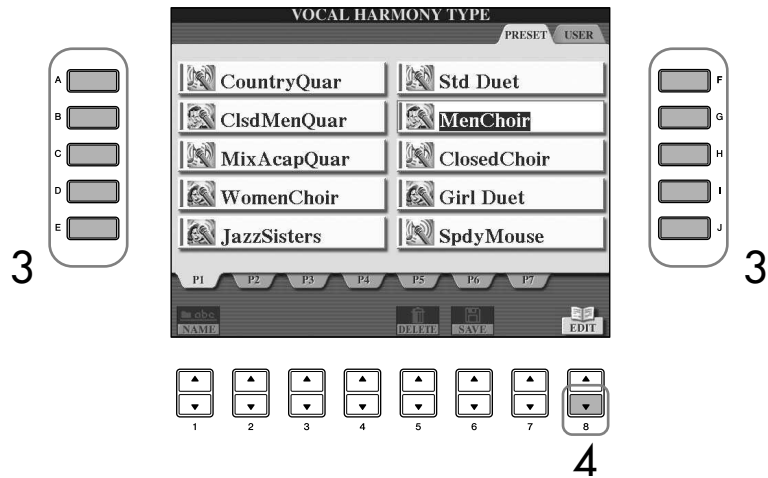 VOCAL HARMONY TYPE
PRESET USER
A CountryQuar Std Duet F
B ClsdMenQuar MenChoir G
C MixAcapQuar ClosedChoir H
D WomenChoir Girl Duet I
E JazzSisters SpdyMouse J
3 3
P1 P2 P3 P4 P5 P6 P7
abc
NAME DELETE SAVE EDIT
1 2 3 4 5 6 7 8
4